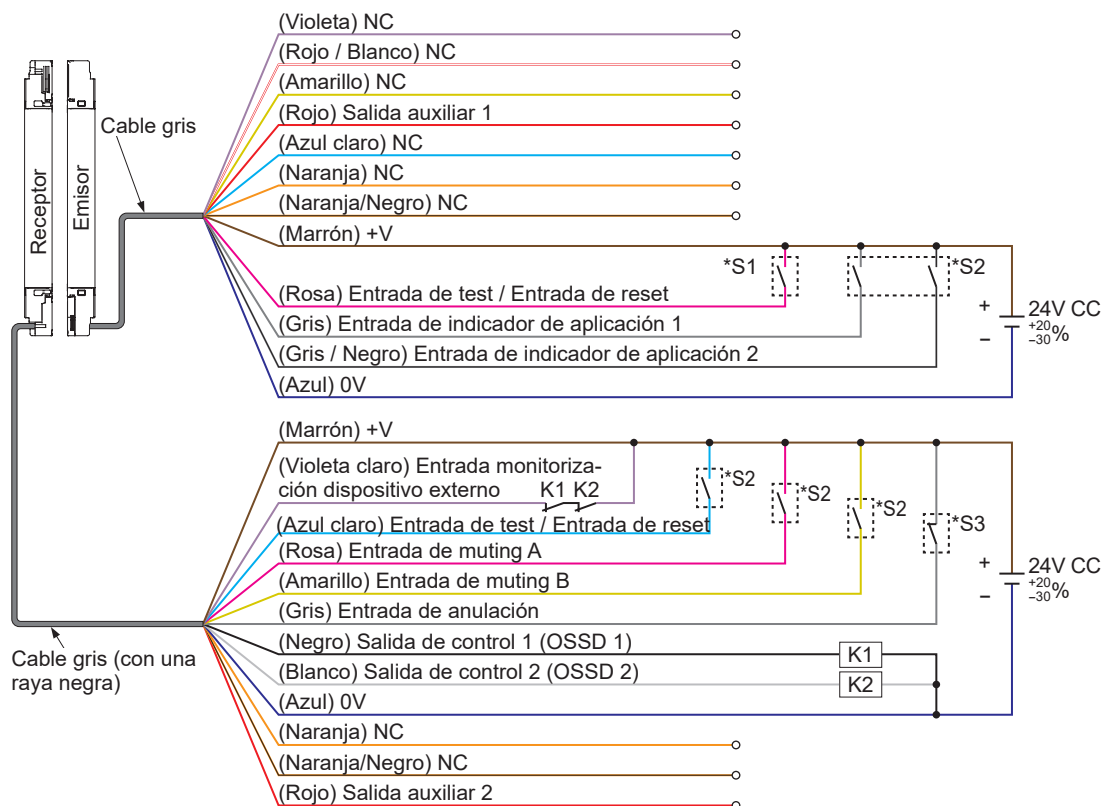 (Violeta) NC
(Rojo / Blanco) NC
(Amarillo) NC
(Rojo) Salida auxiliar 1
Cable gris
(Azul claro) NC
(Naranja) NC
(Naranja/Negro) NC
Receptor
Emisor
(Marrón) +V
*S1
*S2
(Rosa) Entrada de test / Entrada de reset
(Gris) Entrada de indicador de aplicación 1
(Gris / Negro) Entrada de indicador de aplicación 2
(Azul) 0V
+
–
24V CC
+20
–30%
(Marrón) +V
(Violeta claro) Entrada monitoriza-
ción dispositivo externo
K1 K2
*S2
*S2
*S2
*S3
(Azul claro) Entrada de test / Entrada de reset
(Rosa) Entrada de muting A
(Amarillo) Entrada de muting B
(Gris) Entrada de anulación
+
–
24V CC
+20
–30%
(Negro) Salida de control 1 (OSSD 1)
K1
(Blanco) Salida de control 2 (OSSD 2)
K2
Cable gris (con una
raya negra)
(Azul) 0V
(Naranja) NC
(Naranja/Negro) NC
(Rojo) Salida auxiliar 2